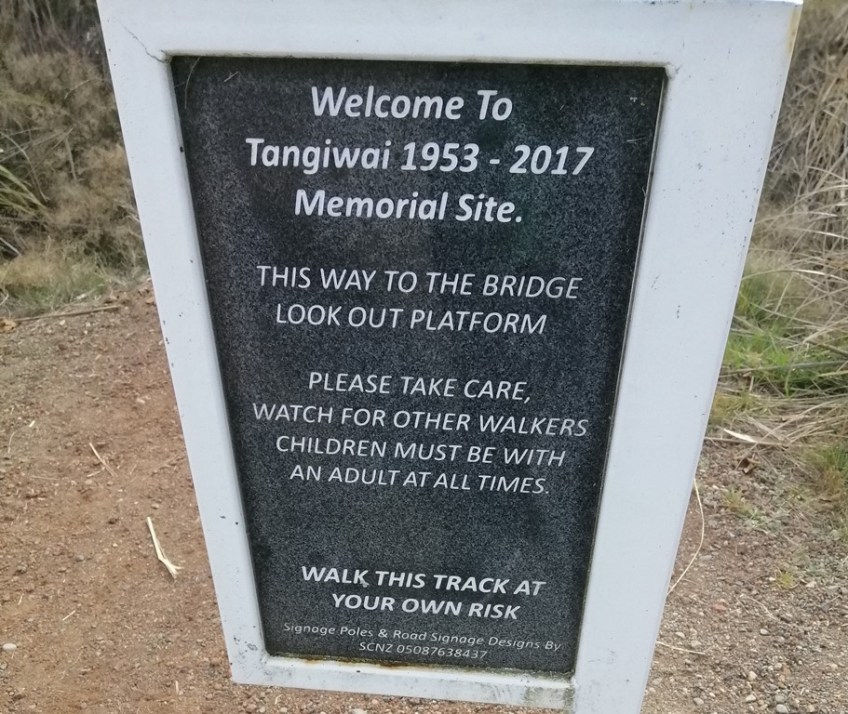 Welcome To
Tangiwai 1953 - 2017
Memorial Site.
THIS WAY TO THE BRIDGE
LOOK OUT PLATFORM
PLEASE TAKE CARE,
WATCH FOR OTHER WALKERS
CHILDREN MUST BE WITH
AN ADULT AT ALL TIMES.
WALK THIS TRACK AT
YOUR OWN RISK
Signage Poles & Road Signage Designs By
SCNZ 05087638437